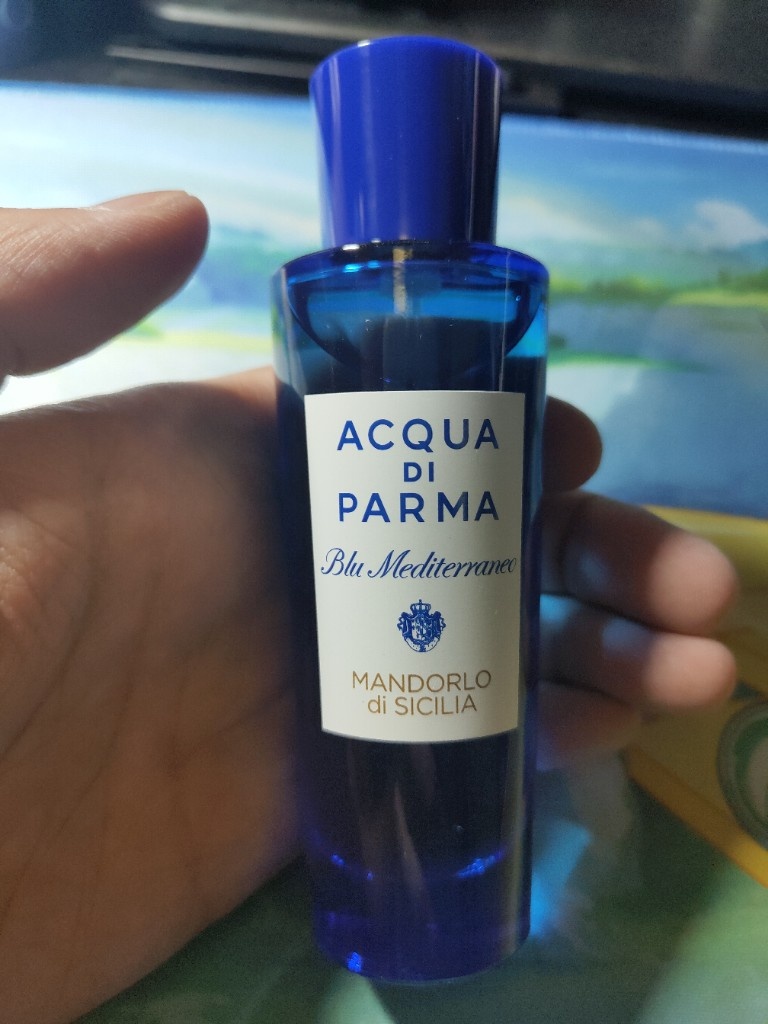 ACQUA
DI
PARMA
Blu Mediterraneo
MANDORLO
di SICILIA